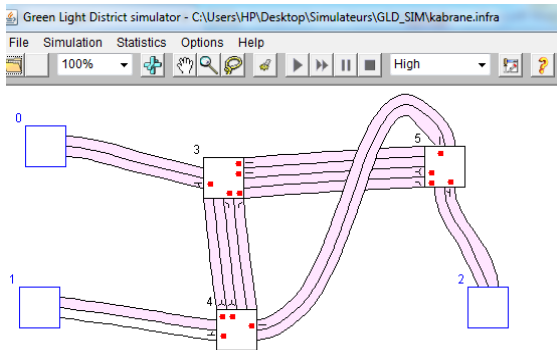 Green Light District simulator - C:\Users\HP\Desktop\Simulateurs\GLD_SIM\kabrane.infra
File Simulation Statistics Options Help
100% High
0
3
5
1
4
2